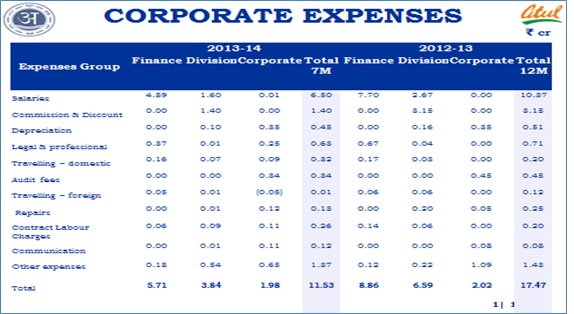 अ
CORPORATE EXPENSES
Atul
₹ cr
Expenses Group 2013-14 2012-13
Finance Division Corporate Total 7M Finance Division Corporate Total 12M
Salaries 4.89 1.60 0.01 6.50 7.70 2.67 0.00 10.37
Commission & Discount 0.00 1.40 0.00 1.40 0.00 3.15 0.00 3.15
Depreciation 0.00 0.10 0.35 0.45 0.00 0.16 0.35 0.51
Legal & professional 0.37 0.01 0.25 0.63 0.67 0.04 0.00 0.71
Travelling – domestic 0.16 0.07 0.09 0.32 0.17 0.03 0.00 0.20
Audit fees 0.00 0.00 0.34 0.34 0.00 0.00 0.45 0.45
Travelling – foreign 0.05 0.01 (0.05) 0.01 0.06 0.06 0.00 0.12
Repairs 0.00 0.01 0.12 0.13 0.00 0.20 0.05 0.25
Contract Labour Charges 0.06 0.09 0.11 0.26 0.14 0.06 0.00 0.20
Communication 0.00 0.01 0.11 0.12 0.00 0.00 0.08 0.08
Other expenses 0.18 0.54 0.65 1.37 0.12 0.22 1.09 1.43
Total 5.71 3.84 1.98 11.53 8.86 6.59 2.02 17.47
1| 1